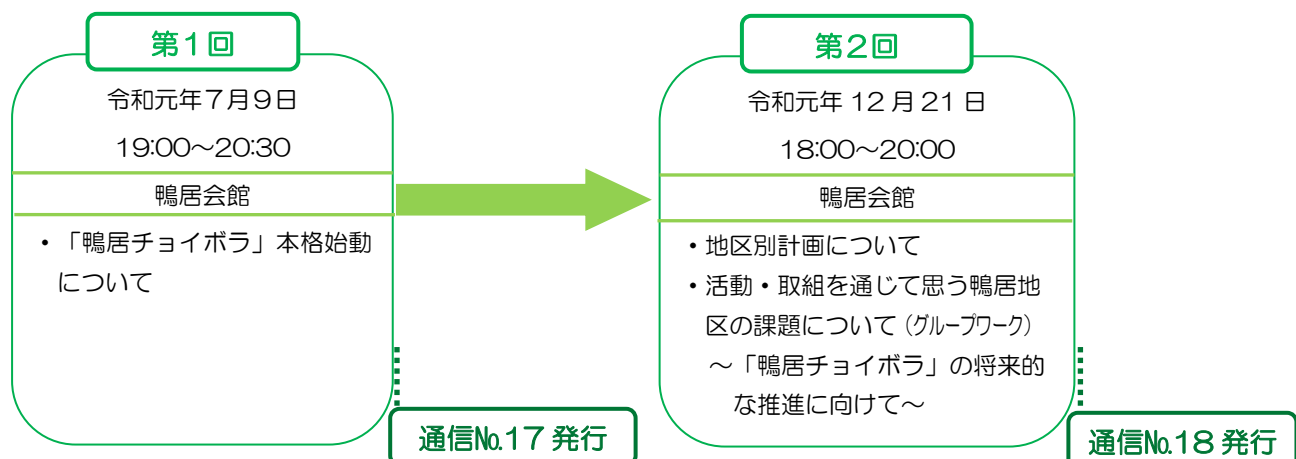 第1回
令和元年7月9日
19:00～20:30
鴨居会館
・「鴨居チョイボラ」本格始動
について
通信№17 発行
第2回
令和元年 12 月 21 日
18:00～20:00
鴨居会館
・地区別計画について
・活動・取組を通じて思う鴨居地
区の課題について（グループワーク）
～「鴨居チョイボラ」の将来的
な推進に向けて～
通信№18 発行